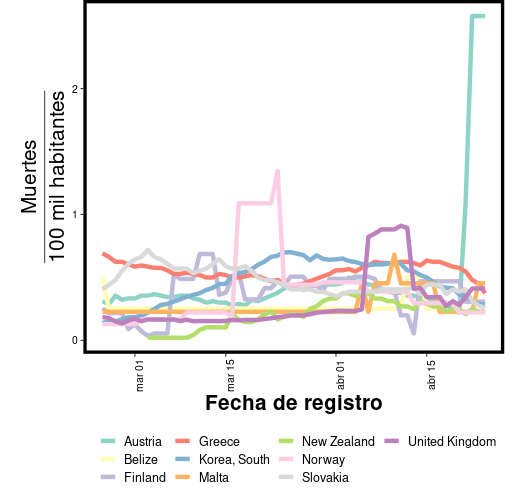 Muertes
100 mil habitantes
2
1
0
mar 01
mar 15
abr 01
abr 15
Fecha de registro
Austria
Greece
New Zealand
United Kingdom
Belize
Korea, South
Norway
Finland
Malta
Slovakia